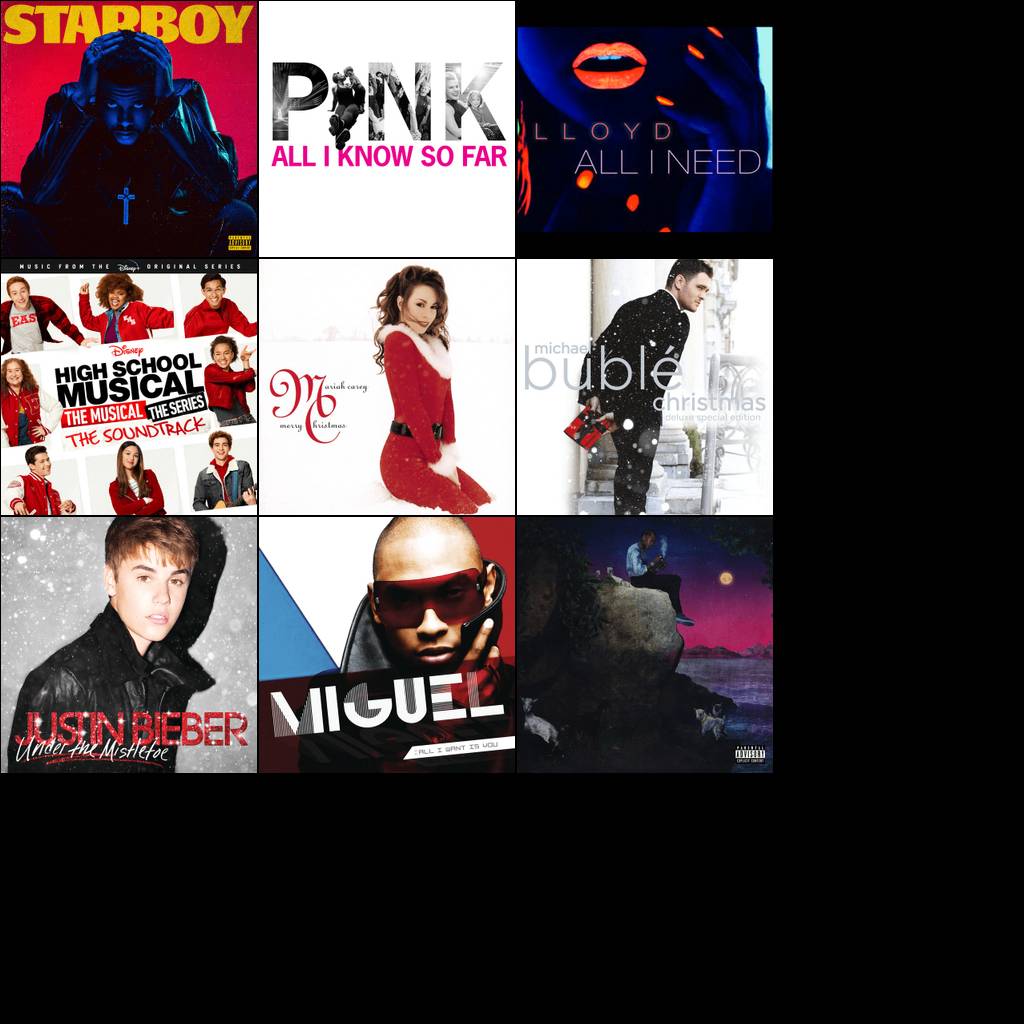 STARBOY
PARENTAL
ADVISORY
EXPLICIT CONTENT
P!NK
ALL I KNOW SO FAR
LLOYD
ALL I NEED
MUSIC FROM THE Disney+ ORIGINAL SERIES
EAST
Disney
HIGH SCHOOL
MUSICAL
THE MUSICAL THE SERIES
THE SOUNDTRACK
Mariah carey
merry Christmas
michael
bublé
christmas
deluxe special edition
JUSTIN BIEBER
Under the Mistletoe
MIGUEL
ALL I WANT IS YOU
PARENTAL
ADVISORY
EXPLICIT CONTENT